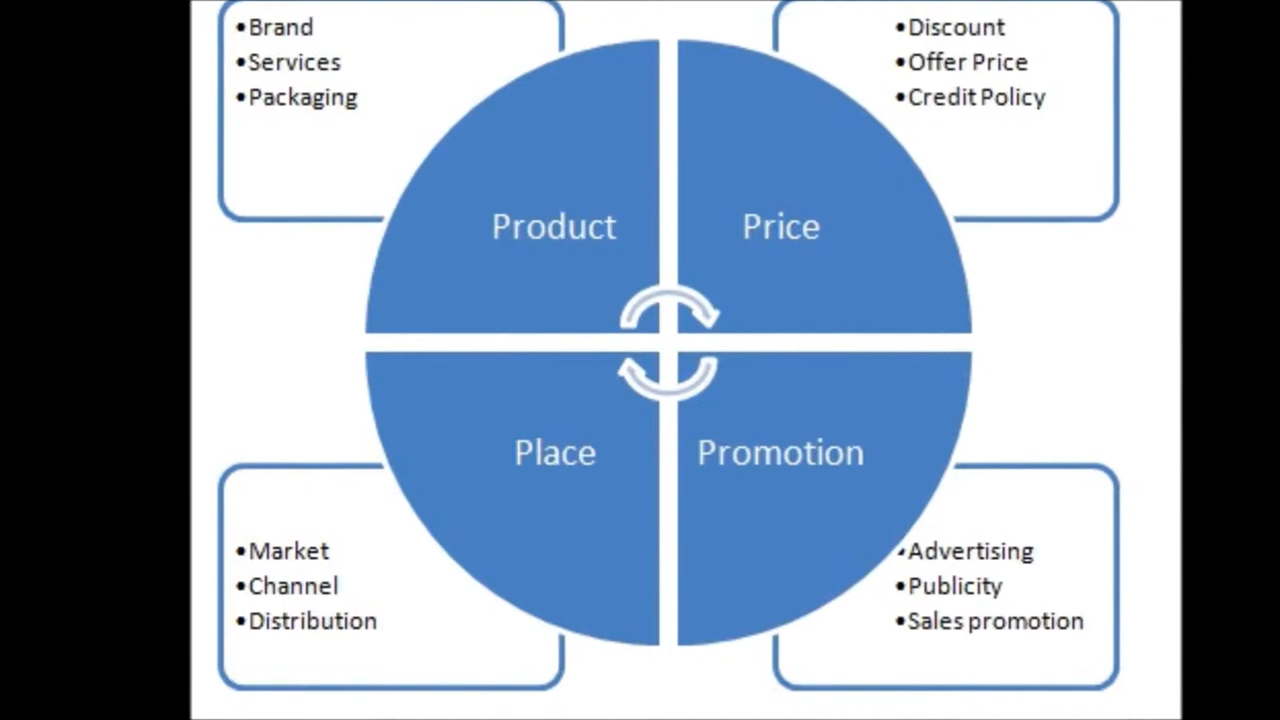 •Brand
•Services
•Packaging
•Discount
•Offer Price
•Credit Policy
Product
Price
Place
Promotion
•Market
•Channel
•Distribution
•Advertising
•Publicity
•Sales promotion